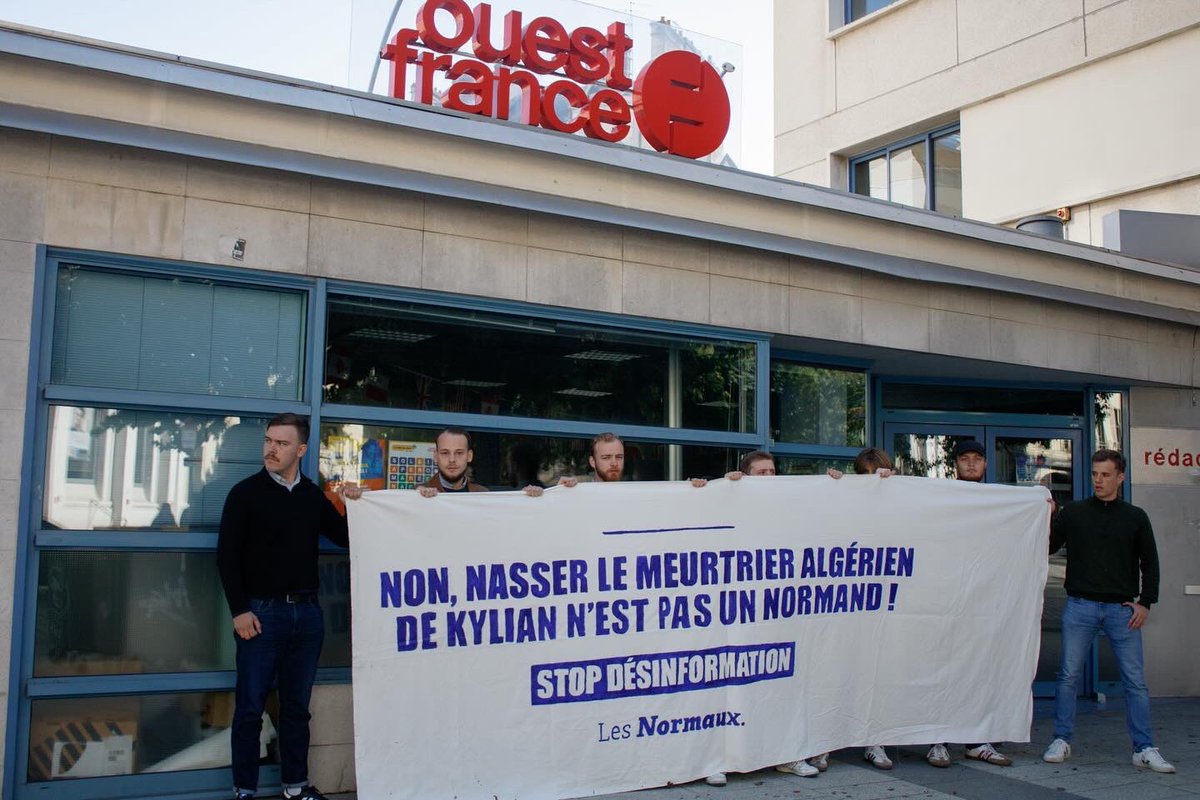 ouest
france
rédac
NON, NASSER LE MEURTRIER ALGÉRIEN
DE KYLIAN N'EST PAS UN NORMAND !
STOP DÉSINFORMATION
Les Normaux.